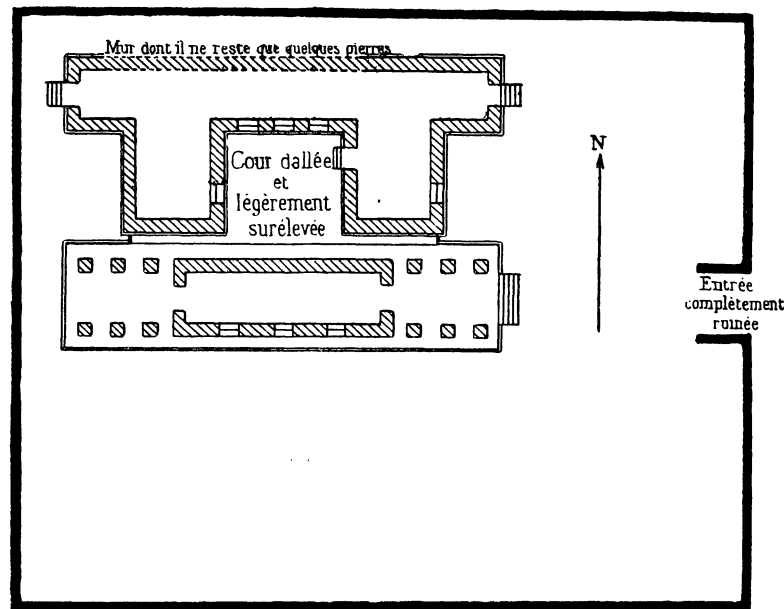 Mur dont il ne reste que quelques pierres
Cour dallée
et
légèrement
surélevée
N
Entrée
complètement
ruinée